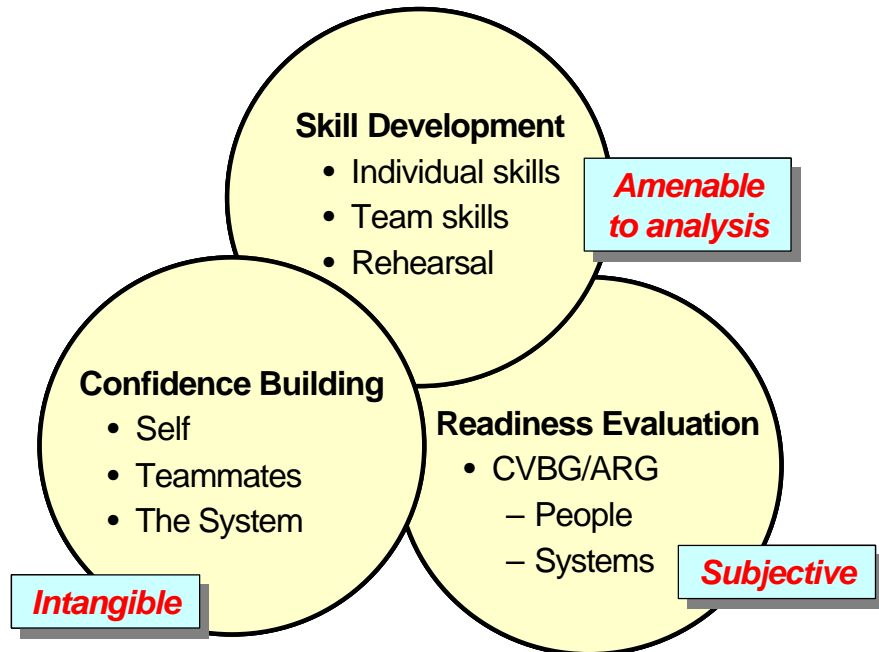 Skill Development
• Individual skills
• Team skills
• Rehearsal
Amenable
to analysis
Confidence Building
• Self
• Teammates
• The System
Intangible
Readiness Evaluation
• CVBG/ARG
– People
– Systems
Subjective